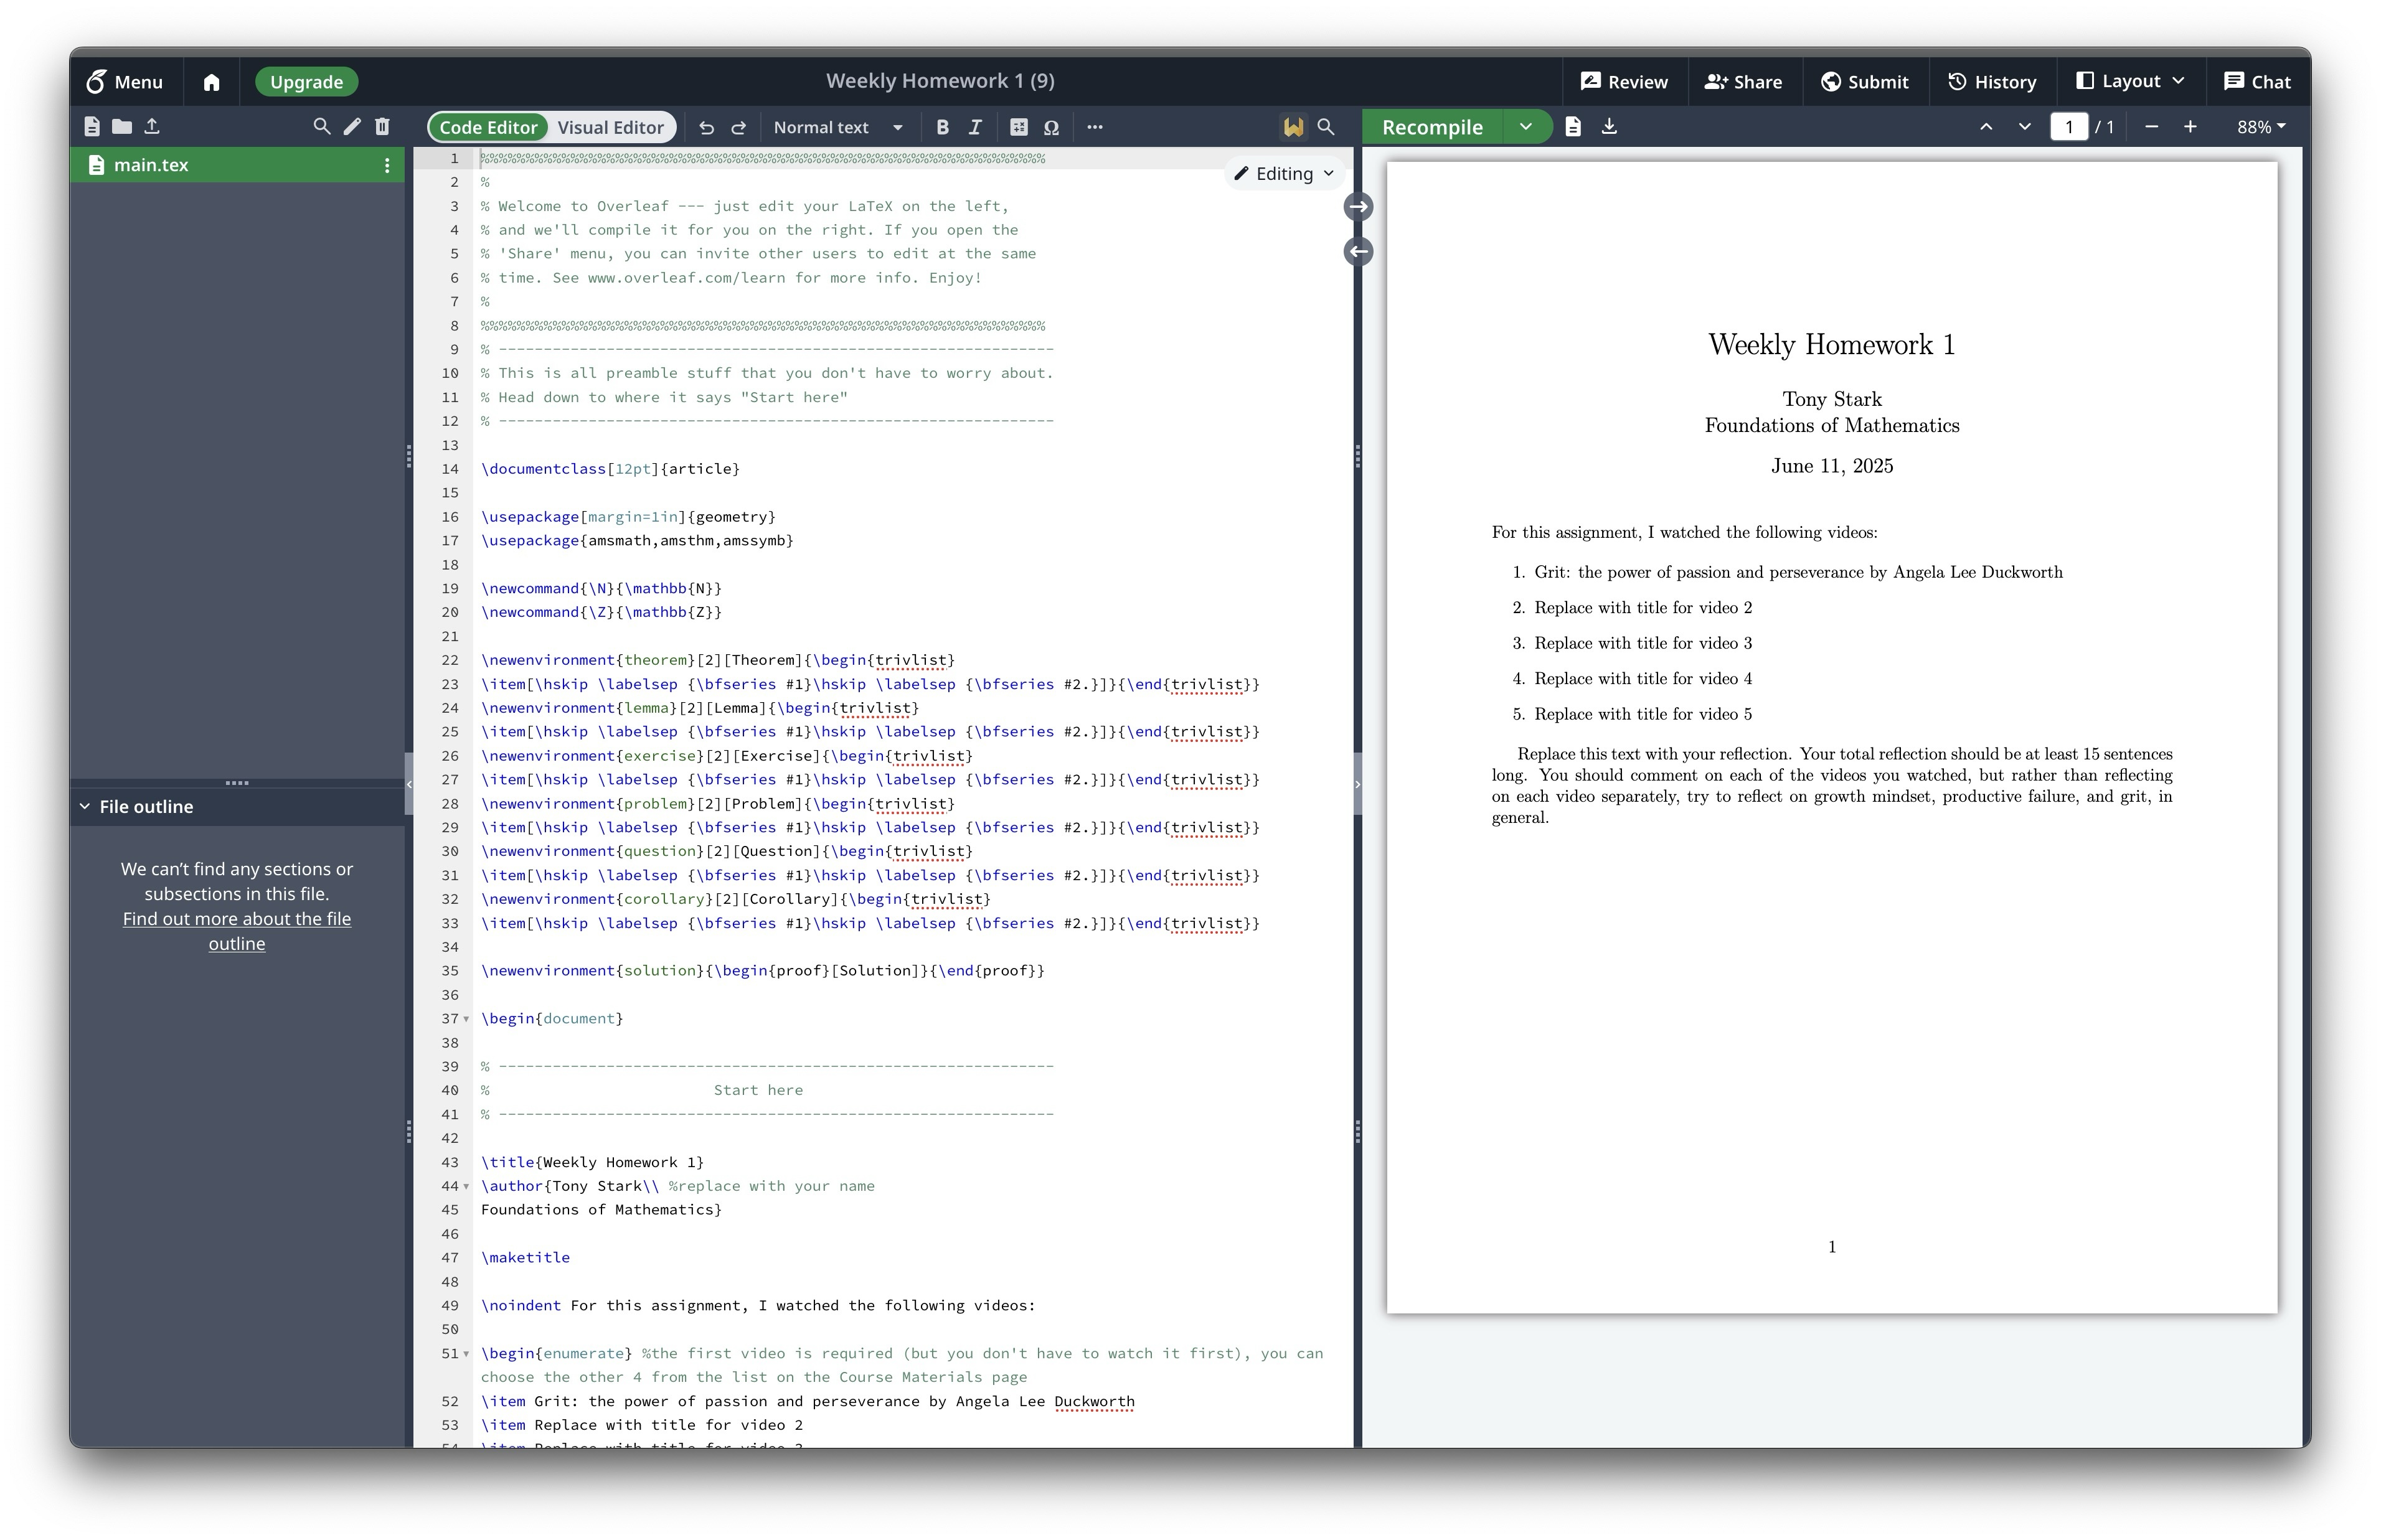 Menu
Upgrade
Weekly Homework 1 (9)
Review
Share
Submit
History
Layout
Chat
main.tex
File outline
We can’t find any sections or
subsections in this file.
Find out more about the file
outline
Code Editor
Visual Editor
Normal text
B
I
Ω
Editing
1 %%%%%%%%%%%%%%%%%%%%%%%%%%%%%%%%%%%%%%%%%%%%%%%%%%%%%%%%%%%%%%%
2 %
3 % Welcome to Overleaf --- just edit your LaTeX on the left,
4 % and we'll compile it for you on the right. If you open the
5 % 'Share' menu, you can invite other users to edit at the same
6 % time. See www.overleaf.com/learn for more info. Enjoy!
7 %
8 %%%%%%%%%%%%%%%%%%%%%%%%%%%%%%%%%%%%%%%%%%%%%%%%%%%%%%%%%%%%%%%
9 % --------------------------------------------------------------
10 % This is all preamble stuff that you don't have to worry about.
11 % Head down to where it says "Start here"
12 % --------------------------------------------------------------
13
14 \documentclass[12pt]{article}
15
16 \usepackage[margin=1in]{geometry}
17 \usepackage{amsmath,amsthm,amssymb}
18
19 \newcommand{\N}{\mathbb{N}}
20 \newcommand{\Z}{\mathbb{Z}}
21
22 \newenvironment{theorem}[2][Theorem]{\begin{trivlist}
23 \item[\hskip \labelsep {\bfseries #1}\hskip \labelsep {\bfseries #2.}]}{\end{trivlist}}
24 \newenvironment{lemma}[2][Lemma]{\begin{trivlist}
25 \item[\hskip \labelsep {\bfseries #1}\hskip \labelsep {\bfseries #2.}]}{\end{trivlist}}
26 \newenvironment{exercise}[2][Exercise]{\begin{trivlist}
27 \item[\hskip \labelsep {\bfseries #1}\hskip \labelsep {\bfseries #2.}]}{\end{trivlist}}
28 \newenvironment{problem}[2][Problem]{\begin{trivlist}
29 \item[\hskip \labelsep {\bfseries #1}\hskip \labelsep {\bfseries #2.}]}{\end{trivlist}}
30 \newenvironment{question}[2][Question]{\begin{trivlist}
31 \item[\hskip \labelsep {\bfseries #1}\hskip \labelsep {\bfseries #2.}]}{\end{trivlist}}
32 \newenvironment{corollary}[2][Corollary]{\begin{trivlist}
33 \item[\hskip \labelsep {\bfseries #1}\hskip \labelsep {\bfseries #2.}]}{\end{trivlist}}
34
35 \newenvironment{solution}{\begin{proof}[Solution]}{\end{proof}}
36
37 \begin{document}
38
39 % --------------------------------------------------------------
40 % Start here
41 % --------------------------------------------------------------
42
43 \title{Weekly Homework 1}
44 \author{Tony Stark\\ %replace with your name
45 Foundations of Mathematics}
46
47 \maketitle
48
49 \noindent For this assignment, I watched the following videos:
50
51 \begin{enumerate} %the first video is required (but you don't have to watch it first), you can
choose the other 4 from the list on the Course Materials page
52 \item Grit: the power of passion and perseverance by Angela Lee Duckworth
53 \item Replace with title for video 2
54 \item Replace with title for video 3
Recompile
1 / 1
88%
Weekly Homework 1
Tony Stark
Foundations of Mathematics
June 11, 2025
For this assignment, I watched the following videos:
1. Grit: the power of passion and perseverance by Angela Lee Duckworth
2. Replace with title for video 2
3. Replace with title for video 3
4. Replace with title for video 4
5. Replace with title for video 5
Replace this text with your reflection. Your total reflection should be at least 15 sentences
long. You should comment on each of the videos you watched, but rather than reflecting
on each video separately, try to reflect on growth mindset, productive failure, and grit, in
general.
1